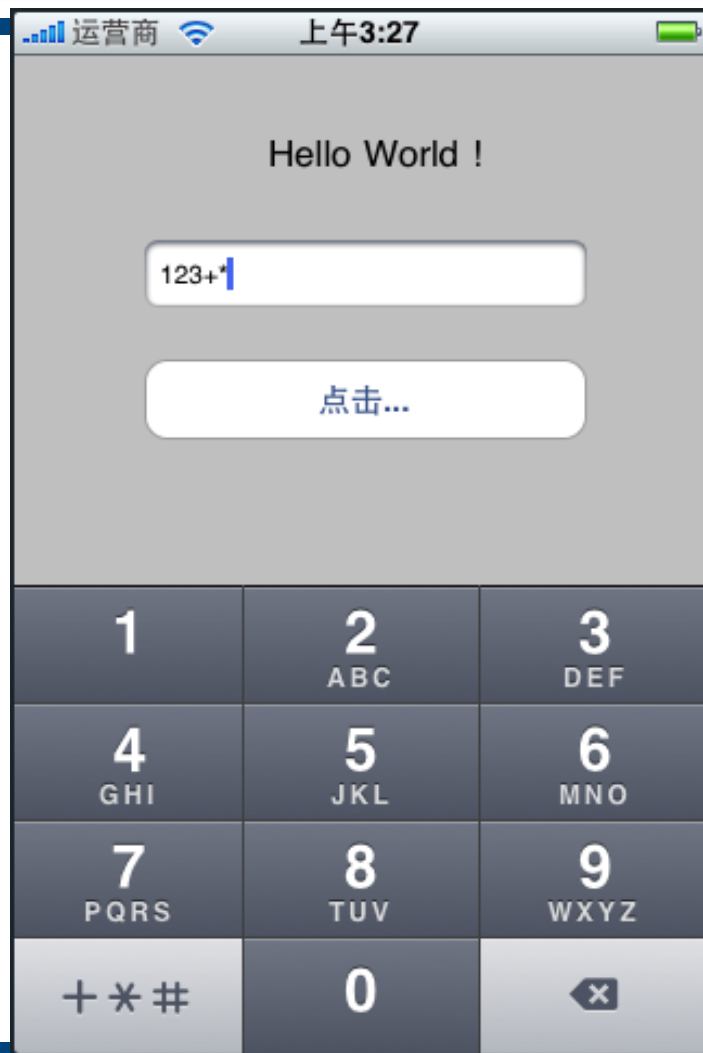 运营商 上午3:27
Hello World !
123+*
点击...
1 2 3
ABC DEF
4 5 6
GHI JKL MNO
7 8 9
PQRS TUV WXYZ
+*# 0